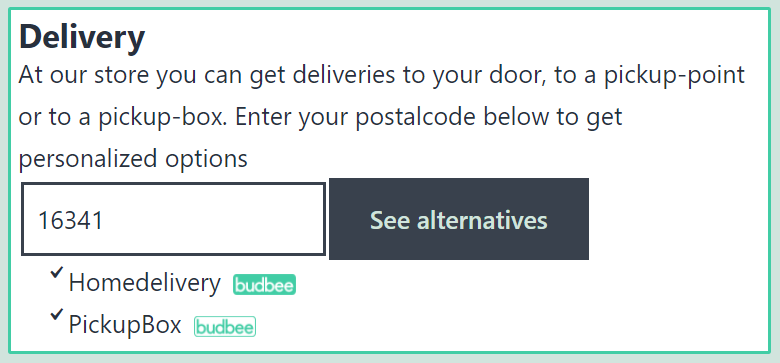 Delivery
At our store you can get deliveries to your door, to a pickup-point
or to a pickup-box. Enter your postalcode below to get
personalized options
16341 See alternatives
Homedelivery budbee
PickupBox budbee